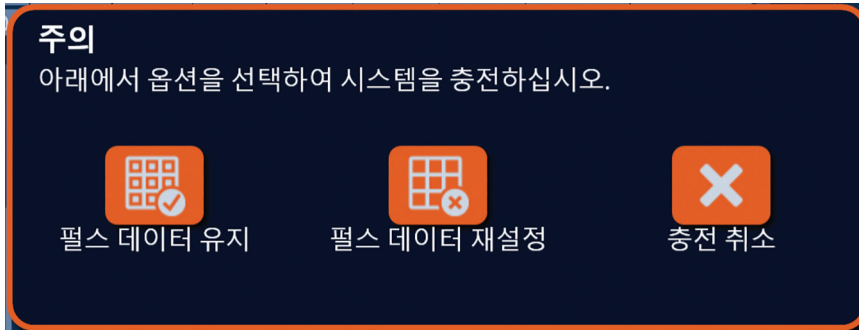 주의
아래에서 옵션을 선택하여 시스템을 충전하십시오.
펄스 데이터 유지
펄스 데이터 재설정
충전 취소